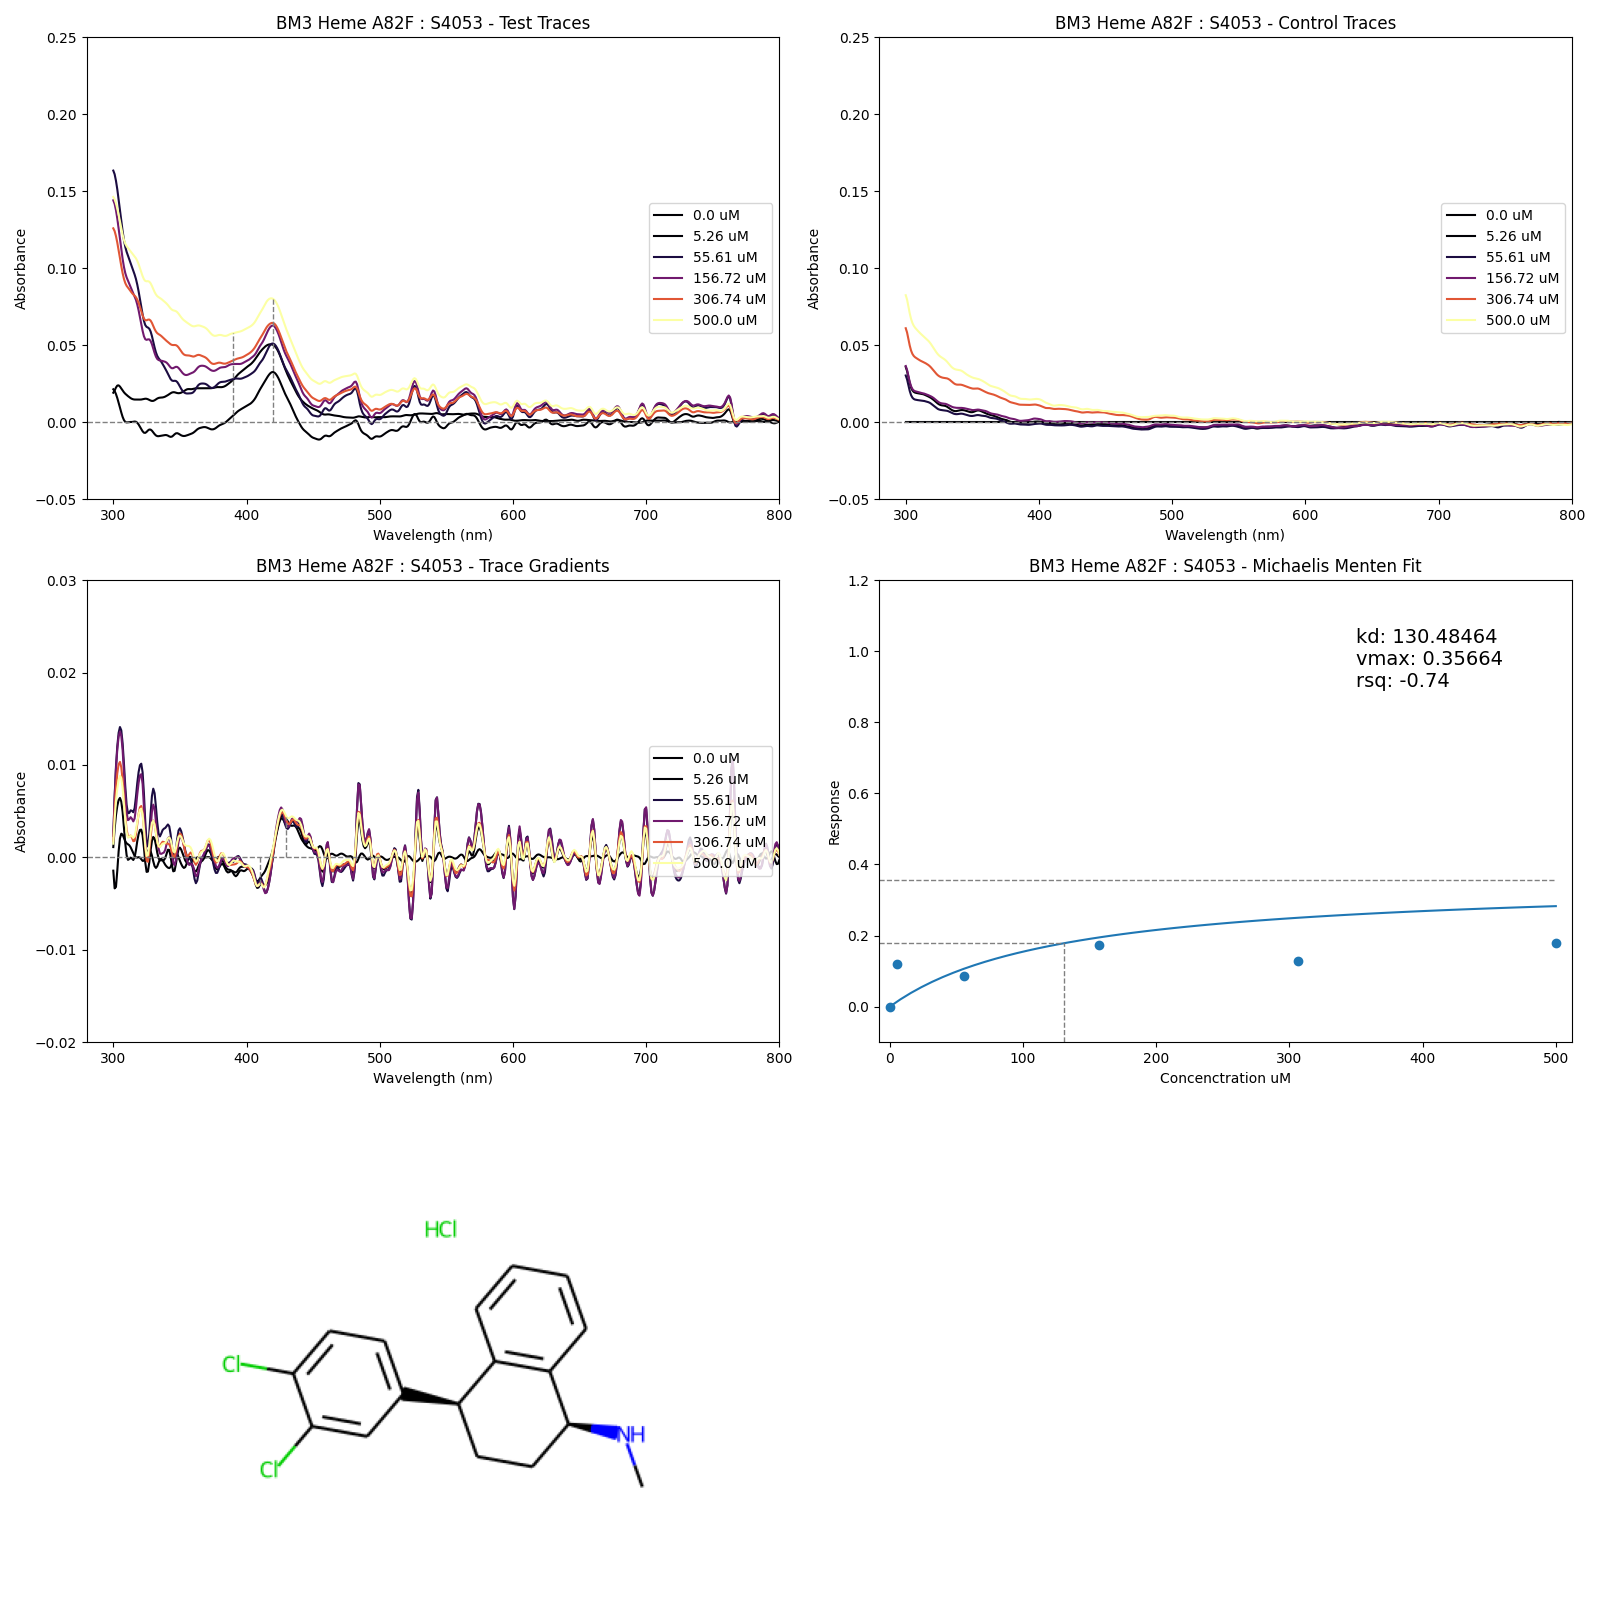 BM3 Heme A82F : S4053 - Test Traces
Absorbance
0.25
0.20
0.15
0.10
0.05
0.00
−0.05
300 400 500 600 700 800
Wavelength (nm)
0.0 uM
5.26 uM
55.61 uM
156.72 uM
306.74 uM
500.0 uM
BM3 Heme A82F : S4053 - Control Traces
Absorbance
0.25
0.20
0.15
0.10
0.05
0.00
−0.05
300 400 500 600 700 800
Wavelength (nm)
0.0 uM
5.26 uM
55.61 uM
156.72 uM
306.74 uM
500.0 uM
BM3 Heme A82F : S4053 - Trace Gradients
Absorbance
0.03
0.02
0.01
0.00
−0.01
−0.02
300 400 500 600 700 800
Wavelength (nm)
0.0 uM
5.26 uM
55.61 uM
156.72 uM
306.74 uM
500.0 uM
BM3 Heme A82F : S4053 - Michaelis Menten Fit
Response
1.2
1.0
0.8
0.6
0.4
0.2
0.0
0 100 200 300 400 500
Concenctration uM
kd: 130.48464
vmax: 0.35664
rsq: -0.74
HCl
Cl
Cl
NH